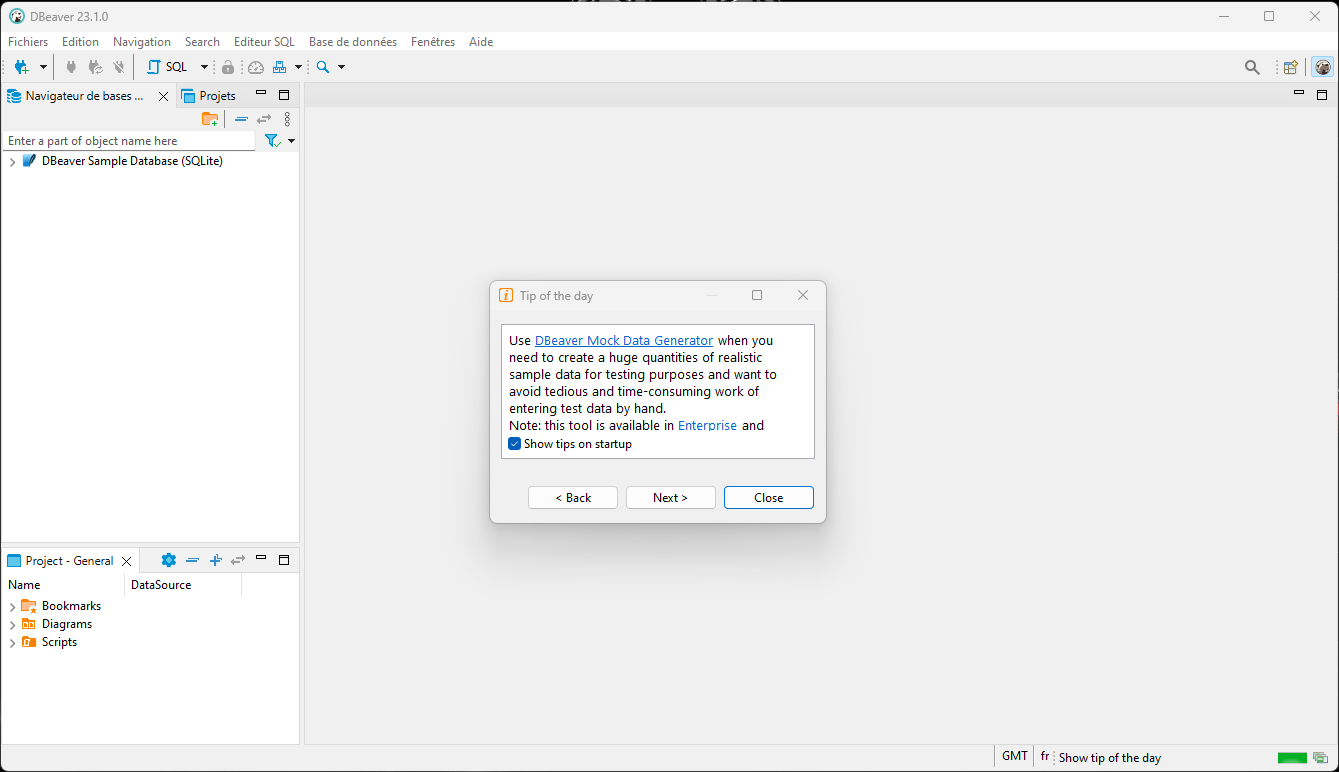 DBeaver 23.1.0
Fichiers Edition Navigation Search Editeur SQL Base de données Fenêtres Aide
SQL
Navigateur de bases ... Projets
Enter a part of object name here
DBeaver Sample Database (SQLite)
Tip of the day
Use DBeaver Mock Data Generator when you
need to create a huge quantities of realistic
sample data for testing purposes and want to
avoid tedious and time-consuming work of
entering test data by hand.
Note: this tool is available in Enterprise and
Show tips on startup
< Back Next > Close
Project - General
Name DataSource
Bookmarks
Diagrams
Scripts
GMT fr Show tip of the day